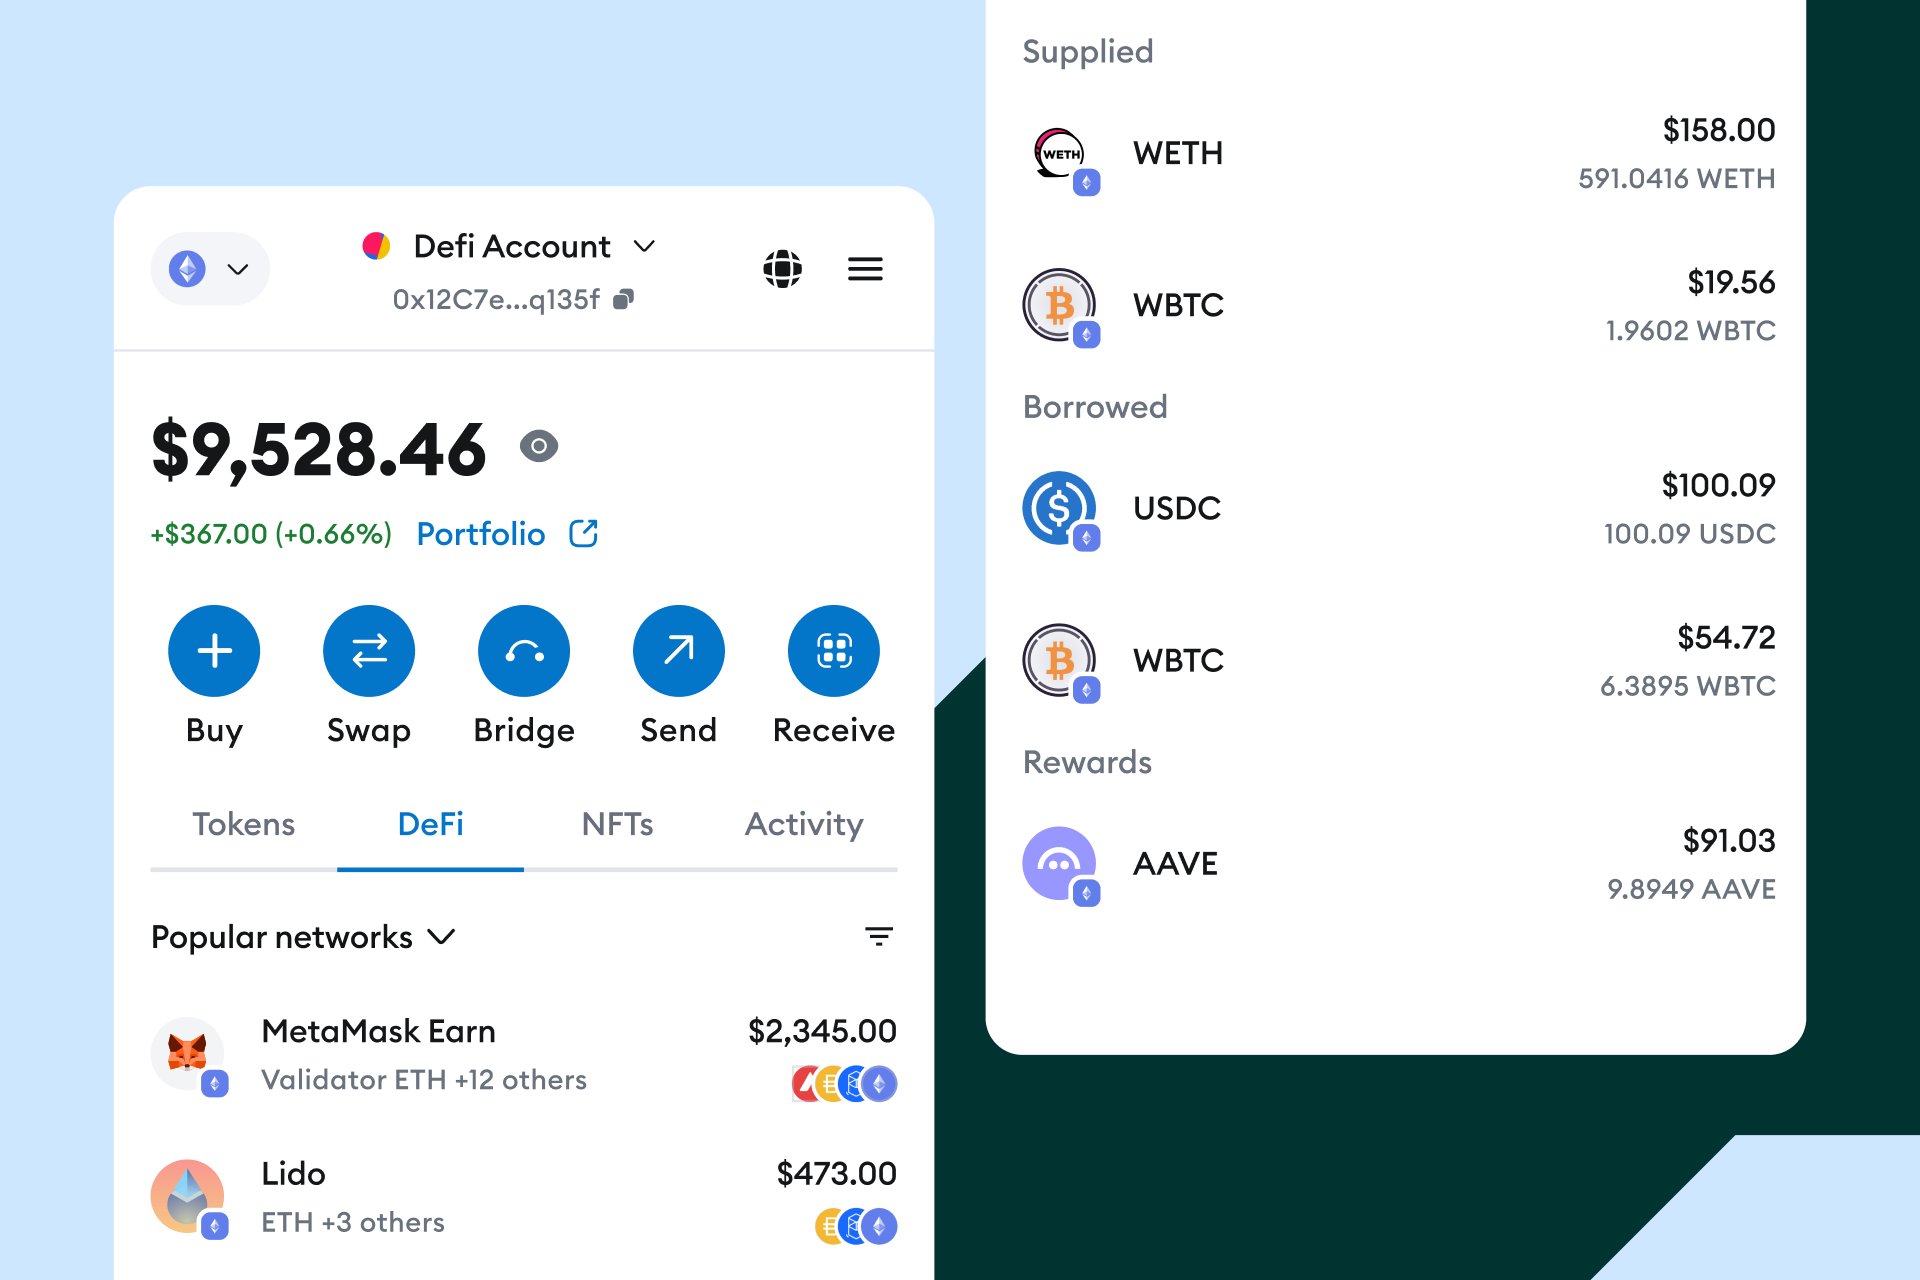 Defi Account
0x12C7e...q135f
$9,528.46
+$367.00 (+0.66%) Portfolio
Buy Swap Bridge Send Receive
Tokens DeFi NFTs Activity
Popular networks
MetaMask Earn $2,345.00
Validator ETH +12 others
Lido $473.00
ETH +3 others
Supplied
WETH
WETH
$158.00
591.0416 WETH
WBTC
$19.56
1.9602 WBTC
Borrowed
USDC
$100.09
100.09 USDC
WBTC
$54.72
6.3895 WBTC
Rewards
AAVE
$91.03
9.8949 AAVE